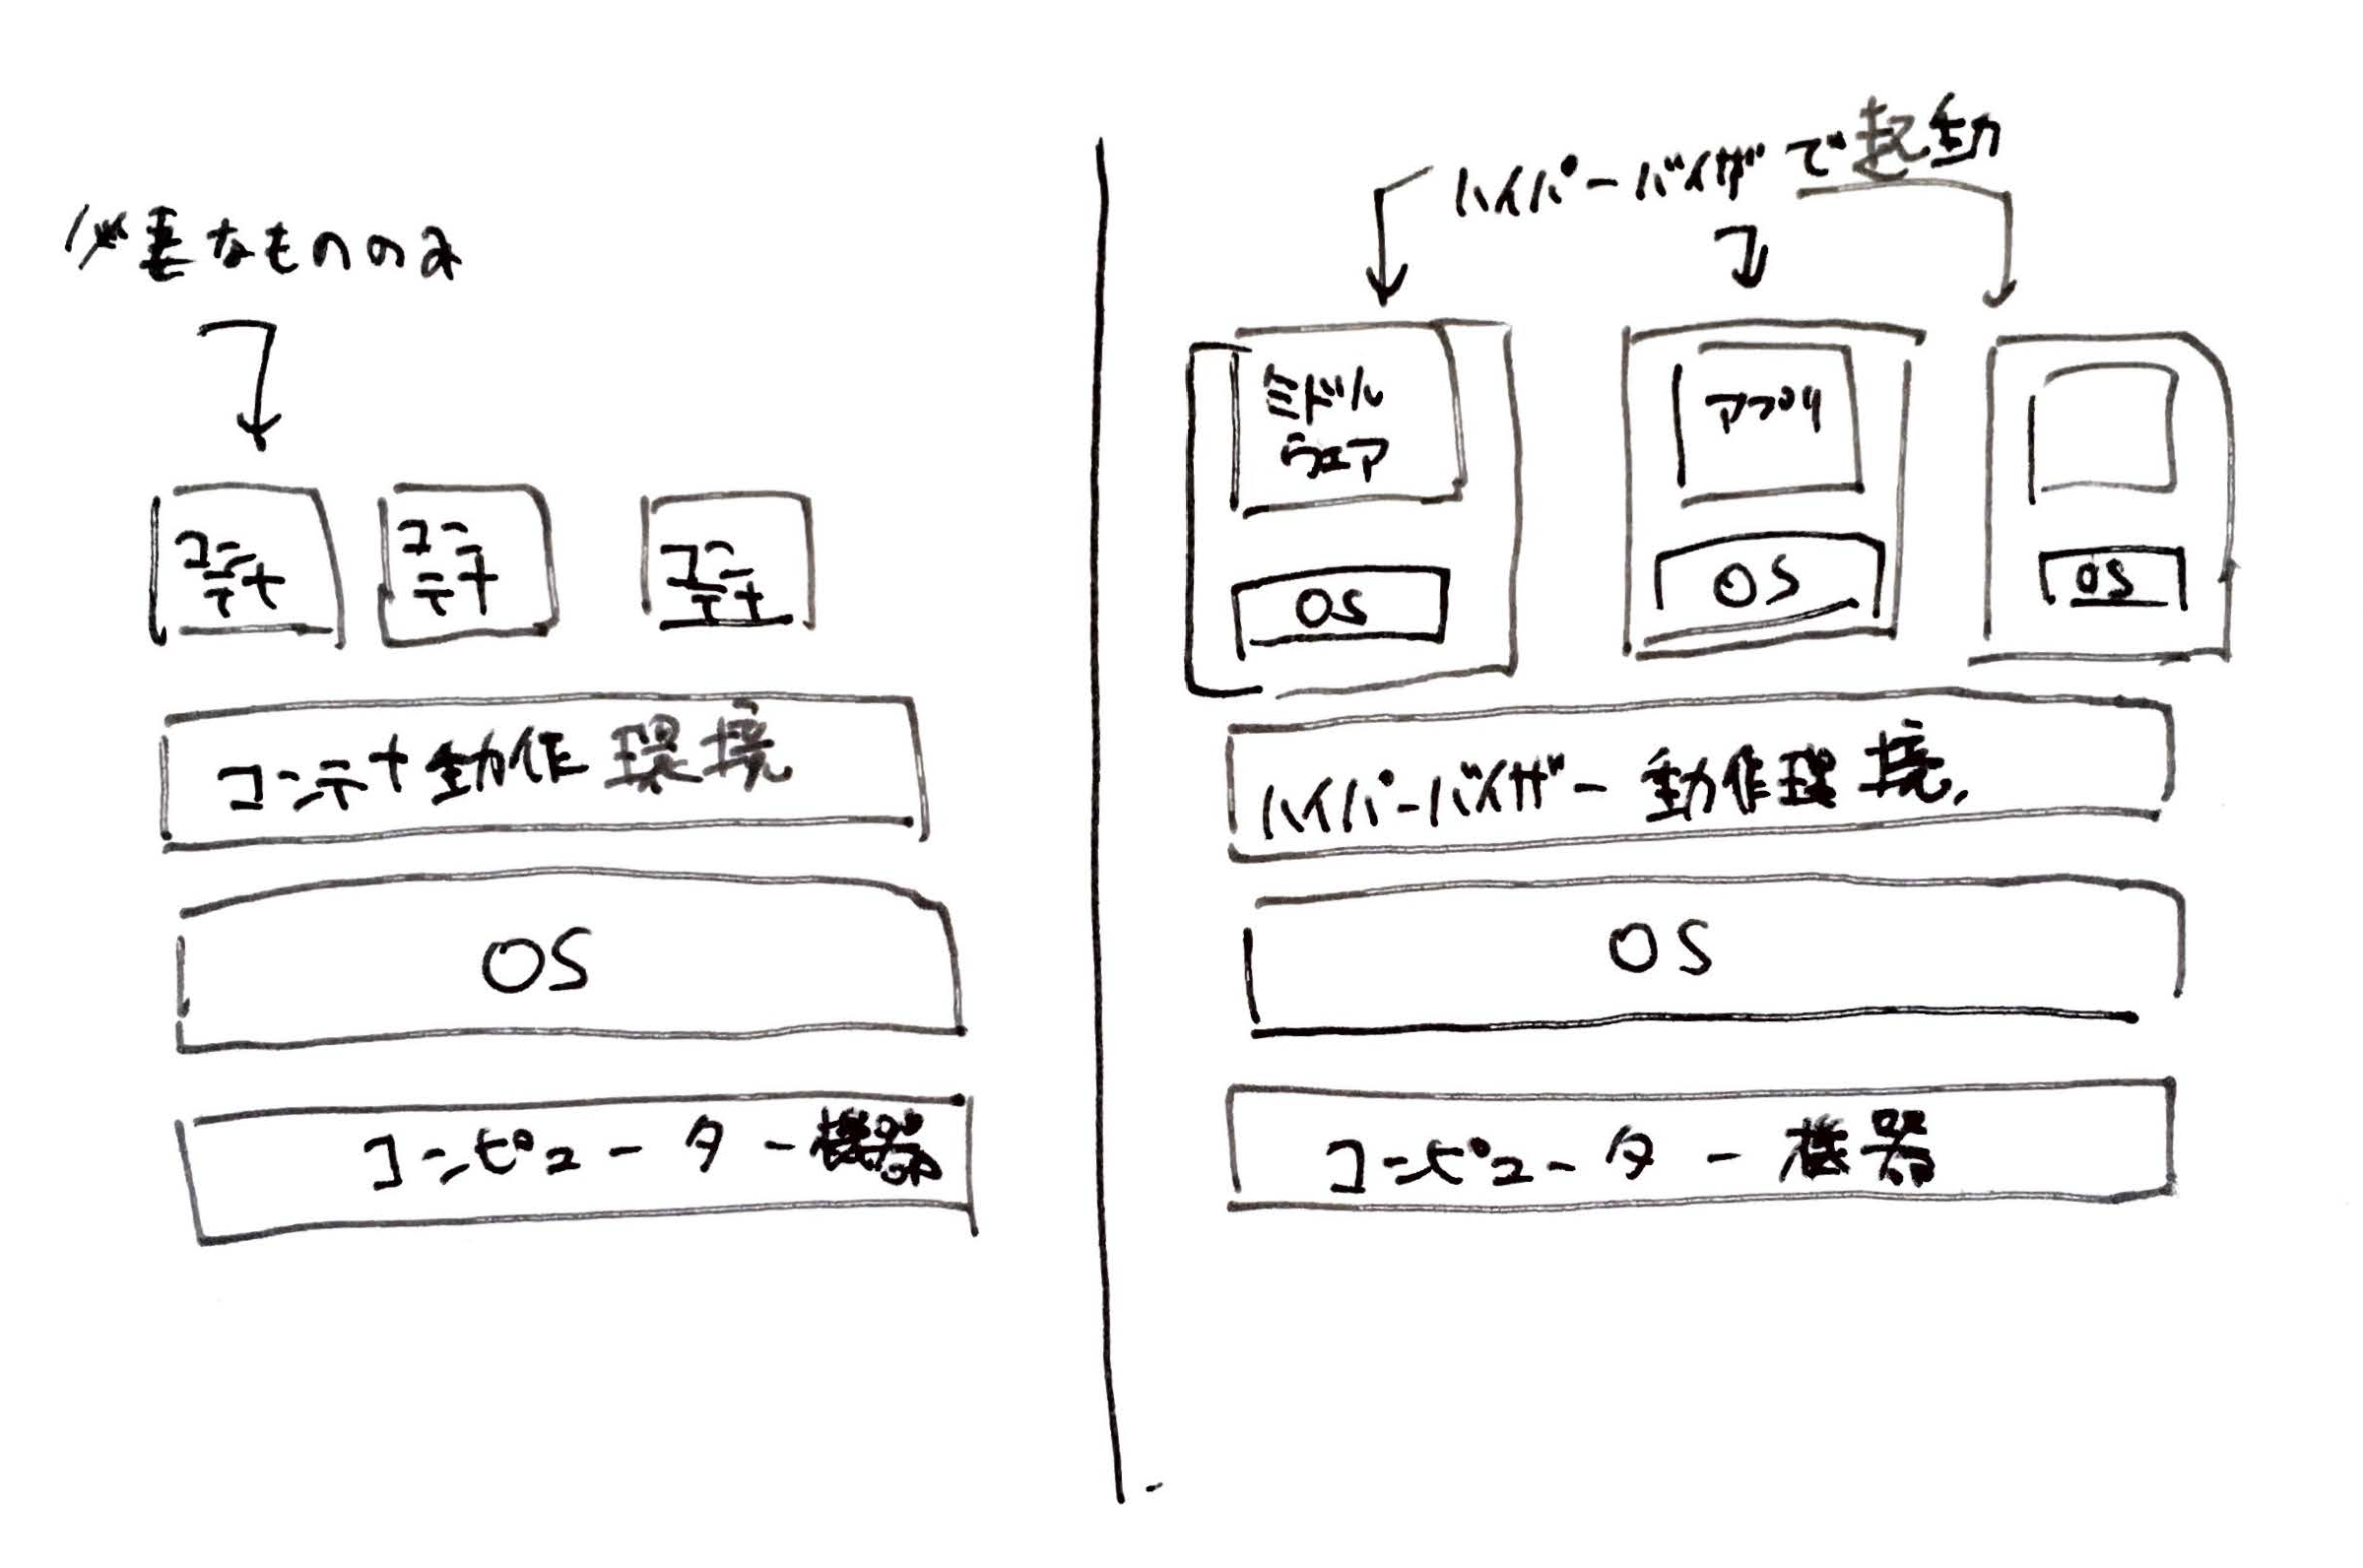 必要なもののみ
コン
テナ
コン
テナ
コン
テナ
コンテナ動作環境
OS
コンピューター機器
ハイパーバイザで起動
ミドル
ウェア
OS
アプリ
OS
OS
ハイパーバイザー動作環境.
OS
コンピューター機器